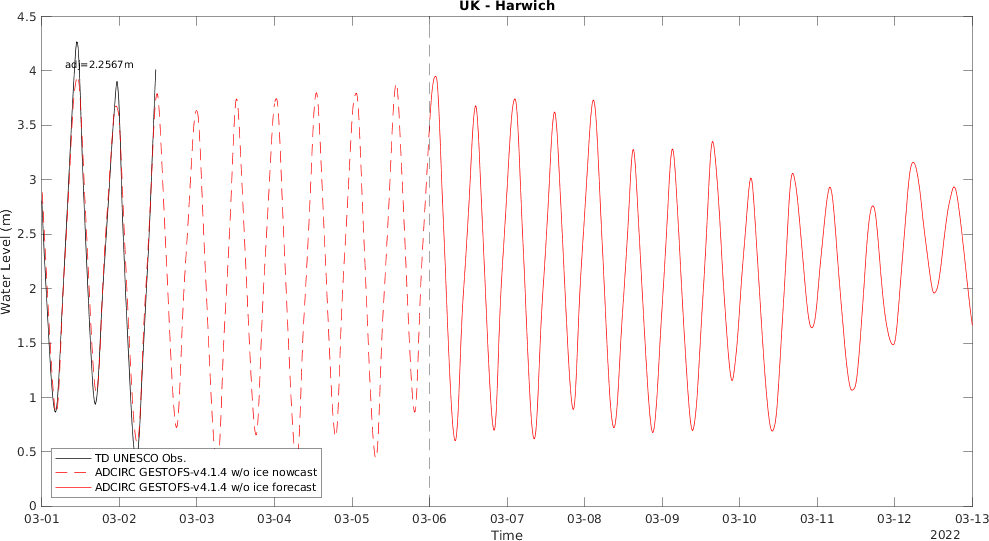 UK - Harwich
4.5
4
3.5
3
2.5
2
1.5
1
0.5
0
Water Level (m)
adj=2.2567m
TD UNESCO Obs.
ADCIRC GESTOFS-v4.1.4 w/o ice nowcast
ADCIRC GESTOFS-v4.1.4 w/o ice forecast
03-01 03-02 03-03 03-04 03-05 03-06 03-07 03-08 03-09 03-10 03-11 03-12 03-13
Time
2022